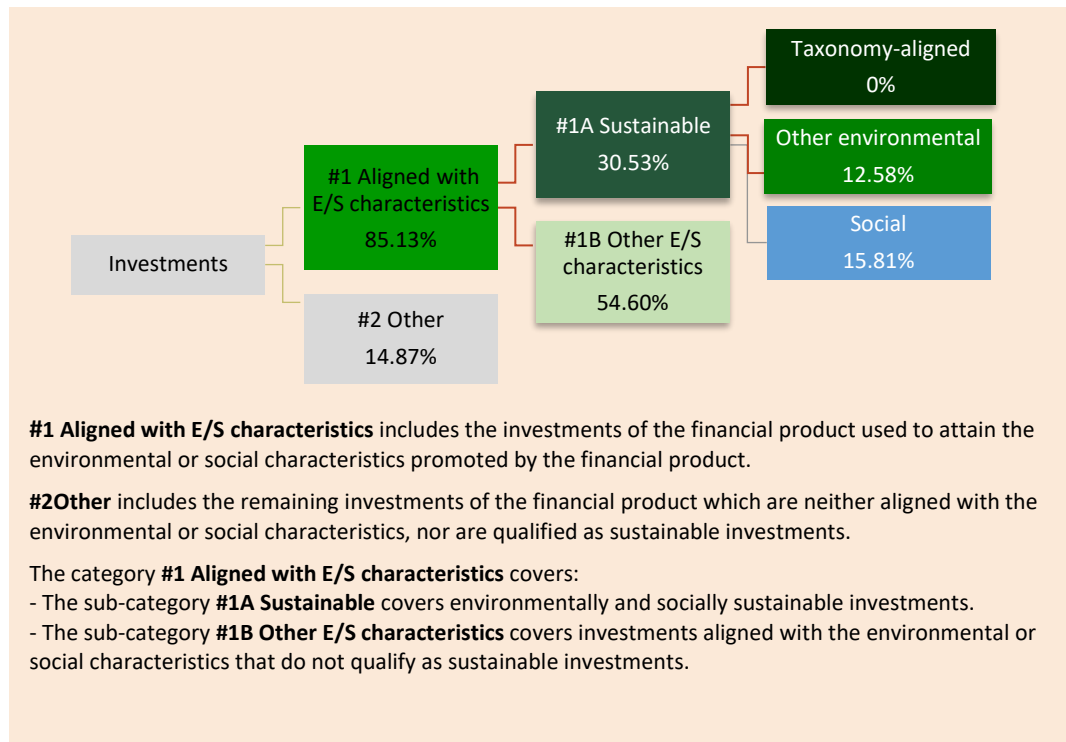 Investments
#1 Aligned with
E/S characteristics
85.13%
#2 Other
14.87%
#1A Sustainable
30.53%
#1B Other E/S
characteristics
54.60%
Taxonomy-aligned
0%
Other environmental
12.58%
Social
15.81%
#1 Aligned with E/S characteristics includes the investments of the financial product used to attain the
environmental or social characteristics promoted by the financial product.
#2Other includes the remaining investments of the financial product which are neither aligned with the
environmental or social characteristics, nor are qualified as sustainable investments.
The category #1 Aligned with E/S characteristics covers:
- The sub-category #1A Sustainable covers environmentally and socially sustainable investments.
- The sub-category #1B Other E/S characteristics covers investments aligned with the environmental or
social characteristics that do not qualify as sustainable investments.